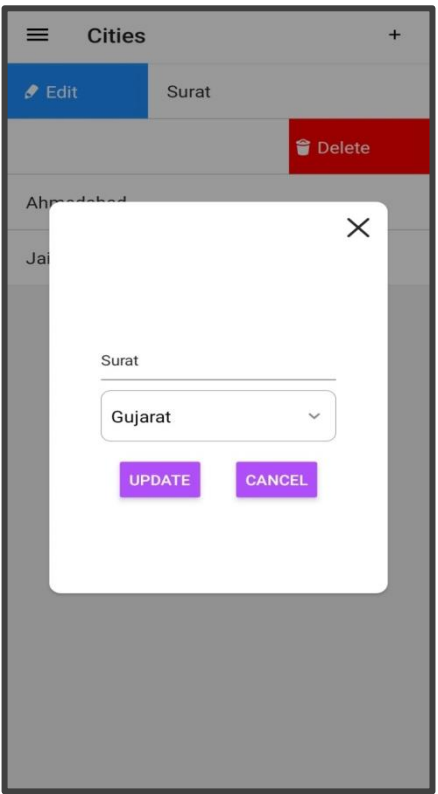 Cities +
Edit Surat
Delete
Surat
Gujarat
UPDATE CANCEL